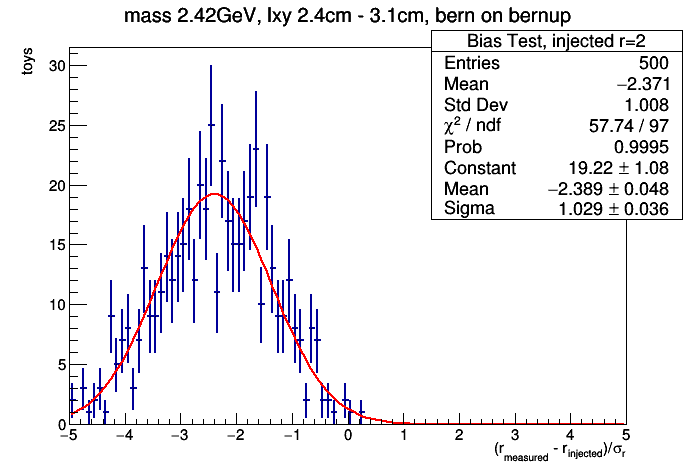 mass 2.42GeV, lxy 2.4cm - 3.1cm, bern on bernup
Bias Test, injected r=2
Entries 500
Mean −2.371
Std Dev 1.008
χ² / ndf 57.74 / 97
Prob 0.9995
Constant 19.22 ± 1.08
Mean −2.389 ± 0.048
Sigma 1.029 ± 0.036
toys
30
25
20
15
10
5
0
−5 −4 −3 −2 −1 0 1 2 3 4 5
(r_measured - r_injected)/σ_r